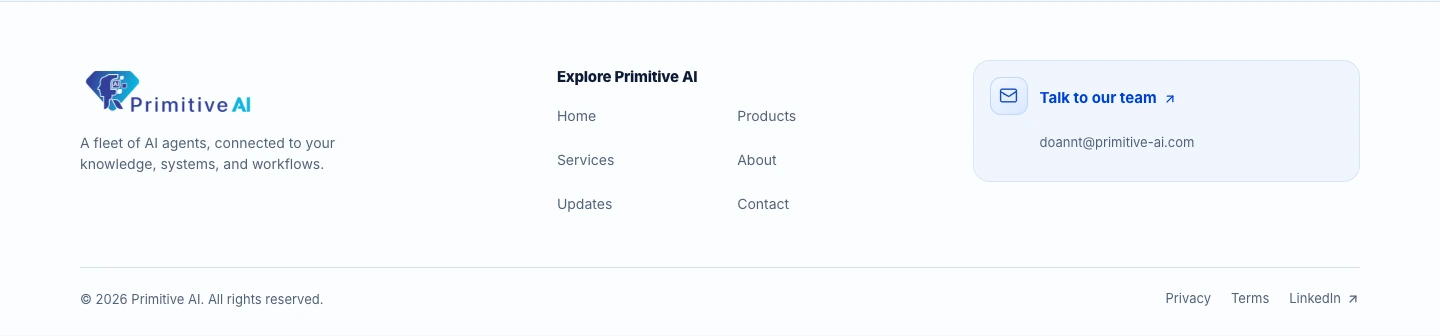 AI
Primitive AI
A fleet of AI agents, connected to your
knowledge, systems, and workflows.
Explore Primitive AI
Home
Products
Services
About
Updates
Contact
Talk to our team
doannt@primitive-ai.com
© 2026 Primitive AI. All rights reserved.
Privacy Terms LinkedIn